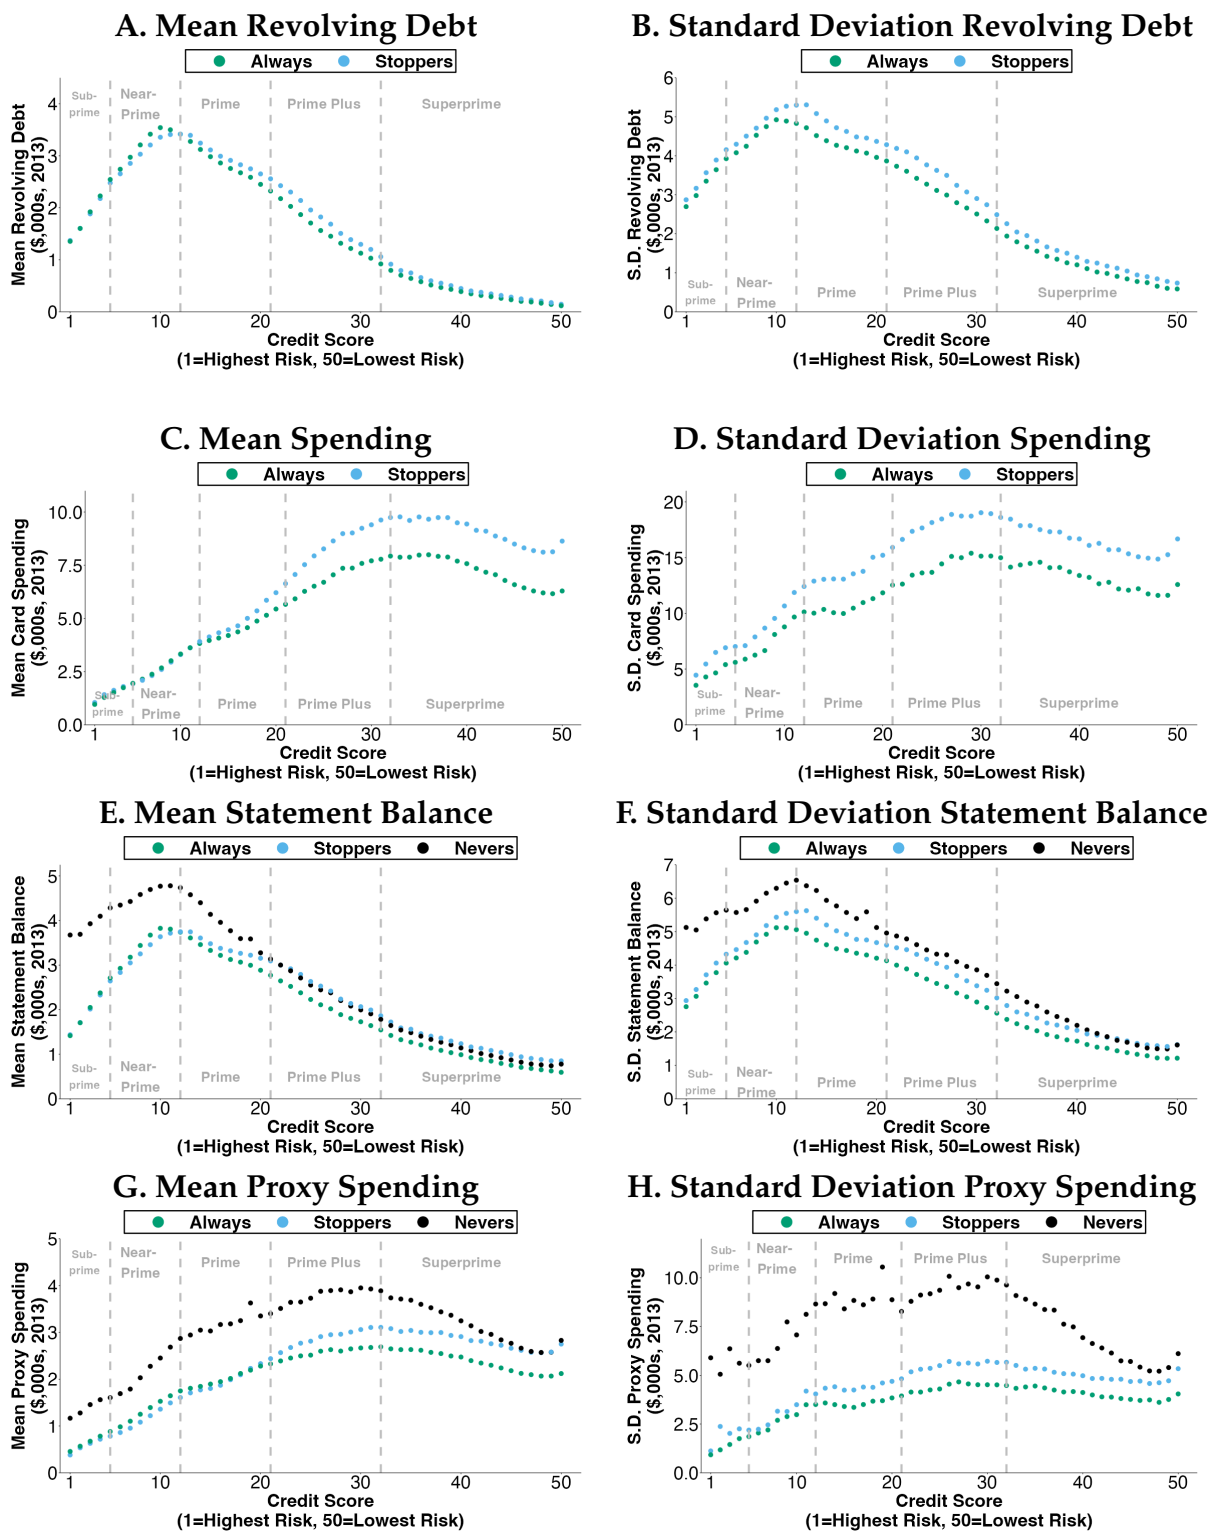 A. Mean Revolving Debt
Always Stoppers
Mean Revolving Debt
($,000s, 2013)
4
3
2
1
0
Sub-
prime
Near-
Prime
Prime
Prime Plus
Superprime
1 10 20 30 40 50
Credit Score
(1=Highest Risk, 50=Lowest Risk)
B. Standard Deviation Revolving Debt
Always Stoppers
S.D. Revolving Debt
($,000s, 2013)
6
5
4
3
2
1
0
Sub-
prime
Near-
Prime
Prime
Prime Plus
Superprime
1 10 20 30 40 50
Credit Score
(1=Highest Risk, 50=Lowest Risk)
C. Mean Spending
Always Stoppers
Mean Card Spending
($,000s, 2013)
10.0
7.5
5.0
2.5
0.0
Sub-
prime
Near-
Prime
Prime
Prime Plus
Superprime
1 10 20 30 40 50
Credit Score
(1=Highest Risk, 50=Lowest Risk)
D. Standard Deviation Spending
Always Stoppers
S.D. Card Spending
($,000s, 2013)
20
15
10
5
0
Sub-
prime
Near-
Prime
Prime
Prime Plus
Superprime
1 10 20 30 40 50
Credit Score
(1=Highest Risk, 50=Lowest Risk)
E. Mean Statement Balance
Always Stoppers Nevers
Mean Statement Balance
($,000s, 2013)
5
4
3
2
1
0
Sub-
prime
Near-
Prime
Prime
Prime Plus
Superprime
1 10 20 30 40 50
Credit Score
(1=Highest Risk, 50=Lowest Risk)
F. Standard Deviation Statement Balance
Always Stoppers Nevers
S.D. Statement Balance
($,000s, 2013)
7
6
5
4
3
2
1
0
Sub-
prime
Near-
Prime
Prime
Prime Plus
Superprime
1 10 20 30 40 50
Credit Score
(1=Highest Risk, 50=Lowest Risk)
G. Mean Proxy Spending
Always Stoppers Nevers
Mean Proxy Spending
($,000s, 2013)
5
4
3
2
1
0
Sub-
prime
Near-
Prime
Prime
Prime Plus
Superprime
1 10 20 30 40 50
Credit Score
(1=Highest Risk, 50=Lowest Risk)
H. Standard Deviation Proxy Spending
Always Stoppers Nevers
S.D. Proxy Spending
($,000s, 2013)
10.0
7.5
5.0
2.5
0.0
Sub-
prime
Near-
Prime
Prime
Prime Plus
Superprime
1 10 20 30 40 50
Credit Score
(1=Highest Risk, 50=Lowest Risk)